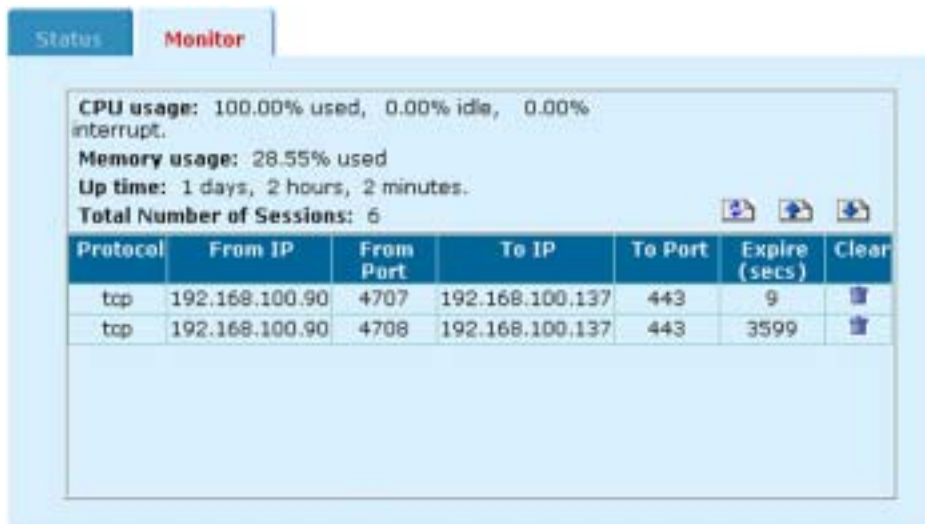 Status Monitor
CPU usage: 100.00% used, 0.00% idle, 0.00%
interrupt.
Memory usage: 28.55% used
Up time: 1 days, 2 hours, 2 minutes.
Total Number of Sessions: 6
Protocol From IP From Port To IP To Port Expire (secs) Clear
tcp 192.168.100.90 4707 192.168.100.137 443 9
tcp 192.168.100.90 4708 192.168.100.137 443 3599